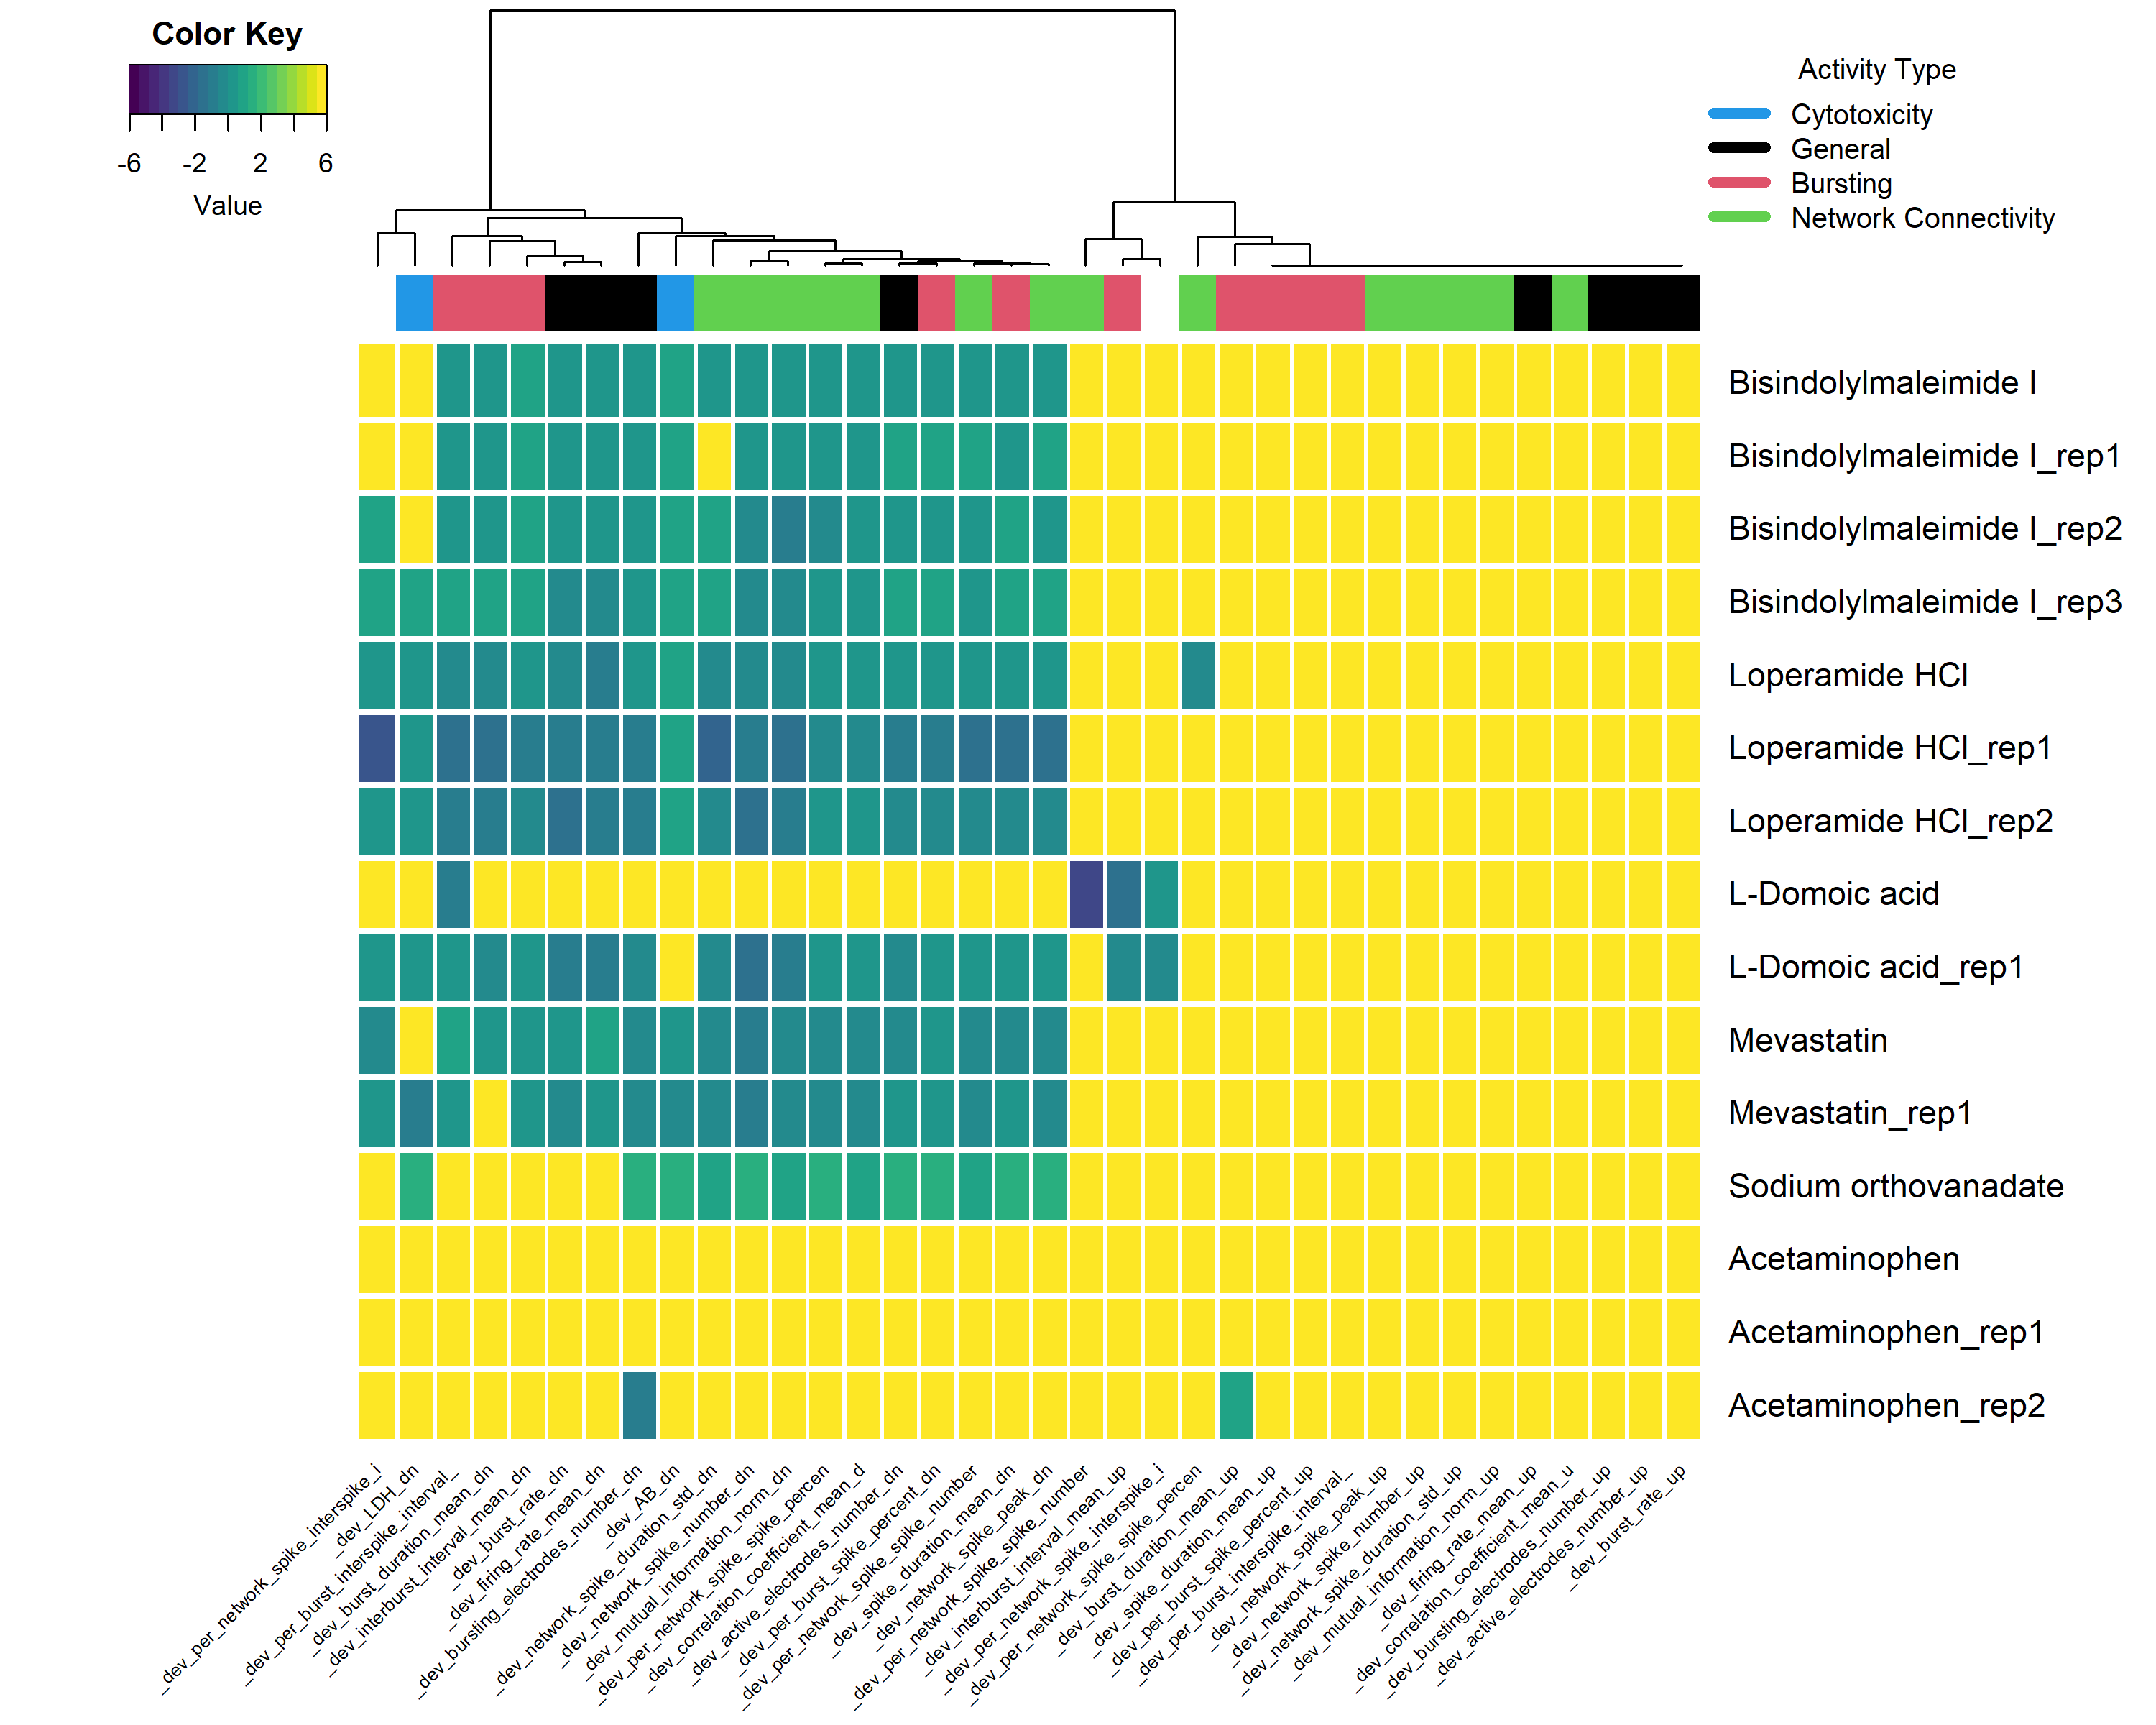 Color Key
-6 -2 2 6
Value
Activity Type
Cytotoxicity
General
Bursting
Network Connectivity
Bisindolylmaleimide I
Bisindolylmaleimide I_rep1
Bisindolylmaleimide I_rep2
Bisindolylmaleimide I_rep3
Loperamide HCl
Loperamide HCl_rep1
Loperamide HCl_rep2
L-Domoic acid
L-Domoic acid_rep1
Mevastatin
Mevastatin_rep1
Sodium orthovanadate
Acetaminophen
Acetaminophen_rep1
Acetaminophen_rep2
_dev_per_network_spike_interspike_i
_dev_LDH_dn
_dev_per_burst_interspike_interval_
_dev_burst_duration_mean_dn
_dev_interburst_interval_mean_dn
_dev_burst_rate_dn
_dev_firing_rate_mean_dn
_dev_bursting_electrodes_number_dn
_dev_AB_dn
_dev_network_spike_duration_std_dn
_dev_network_spike_number_dn
_dev_mutual_information_norm_dn
_dev_per_network_spike_spike_percen
_dev_correlation_coefficient_mean_d
_dev_active_electrodes_number_dn
_dev_per_burst_spike_percent_dn
_dev_per_network_spike_spike_number
_dev_spike_duration_mean_dn
_dev_network_spike_peak_dn
_dev_per_network_spike_spike_number
_dev_interburst_interval_mean_up
_dev_per_network_spike_interspike_i
_dev_per_network_spike_spike_percen
_dev_burst_duration_mean_up
_dev_spike_duration_mean_up
_dev_per_burst_spike_percent_up
_dev_per_burst_interspike_interval_
_dev_network_spike_peak_up
_dev_network_spike_number_up
_dev_network_spike_duration_std_up
_dev_mutual_information_norm_up
_dev_firing_rate_mean_up
_dev_correlation_coefficient_mean_u
_dev_bursting_electrodes_number_up
_dev_active_electrodes_number_up
_dev_burst_rate_up